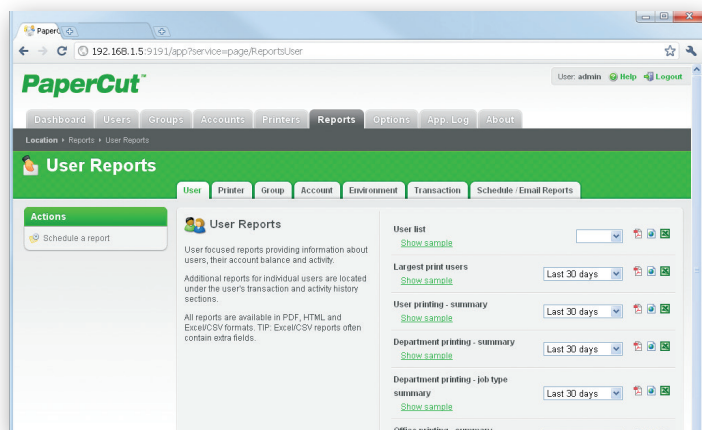 PaperC
192.168.1.5:9191/app?service=page/ReportsUser
PaperCut™
User: admin Help Logout
Dashboard Users Groups Accounts Printers Reports Options App. Log About
Location Reports User Reports
User Reports
User Printer Group Account Environment Transaction Schedule / Email Reports
Actions
Schedule a report
User Reports
User focused reports providing information about
users, their account balance and activity.
Additional reports for individual users are located
under the user's transaction and activity history
sections.
All reports are available in PDF, HTML and
Excel/CSV formats. TIP: Excel/CSV reports often
contain extra fields.
User list
Show sample
Largest print users
Show sample
Last 30 days
User printing - summary
Show sample
Last 30 days
Department printing - summary
Show sample
Last 30 days
Department printing - job type
summary
Show sample
Last 30 days
Office printing - summary